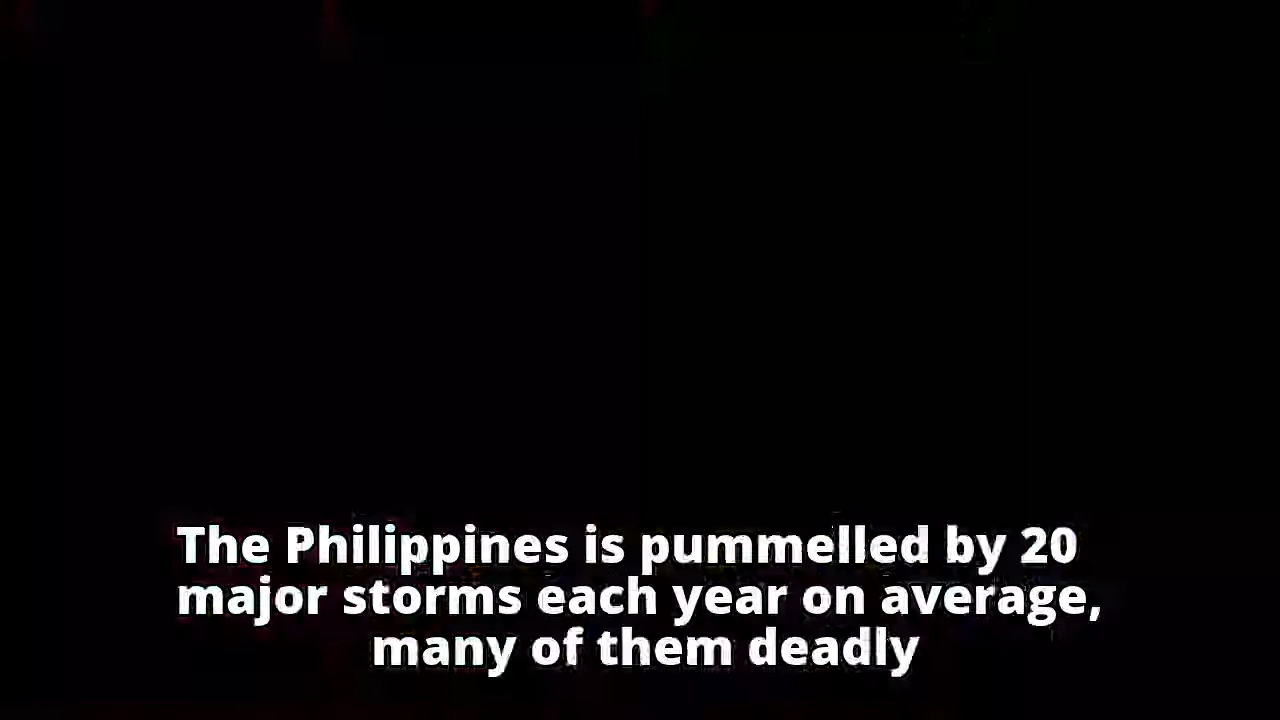 The Philippines is pummelled by 20
major storms each year on average,
many of them deadly